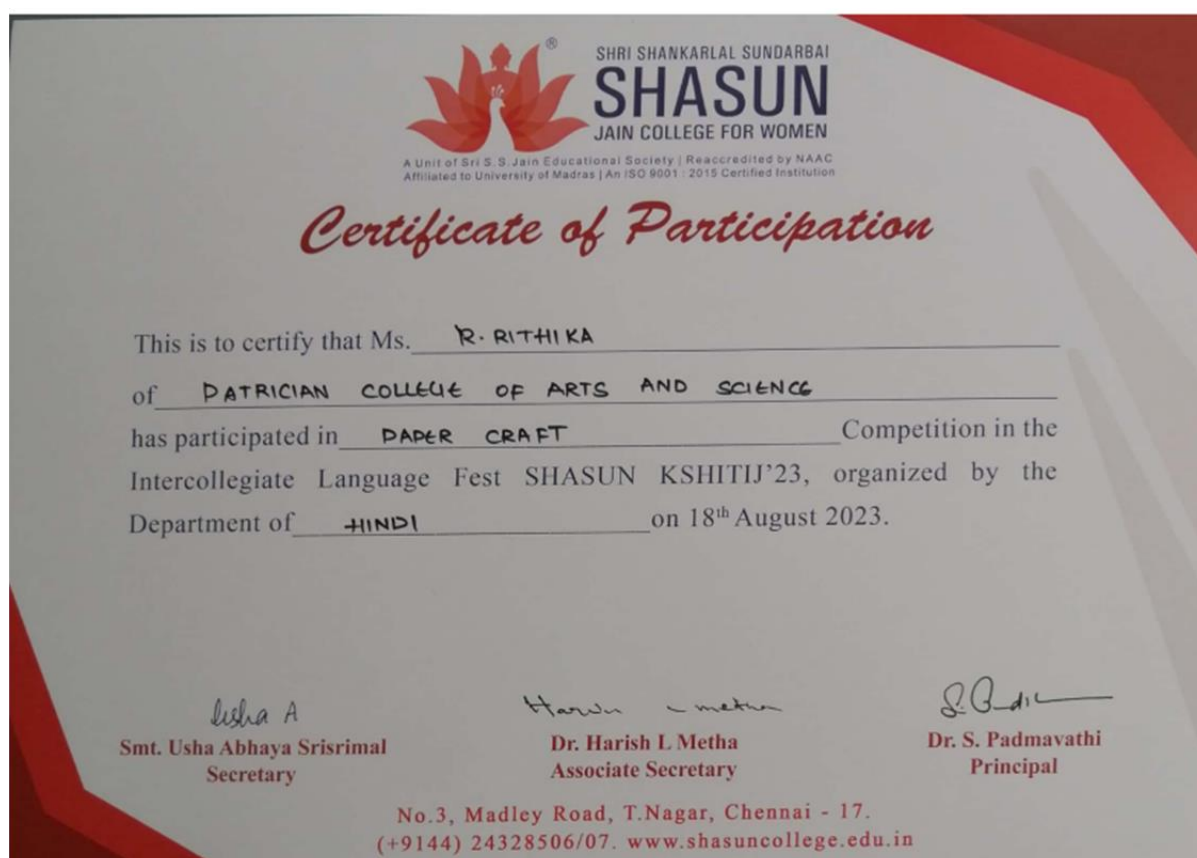 ®
SHRI SHANKARLAL SUNDARBAI
SHASUN
JAIN COLLEGE FOR WOMEN
A Unit of Sri S.S.Jain Educational Society | Reaccredited by NAAC
Affiliated to University of Madras | An ISO 9001 : 2015 Certified Institution
Certificate of Participation
This is to certify that Ms. R. RITHIKA
of PATRICIAN COLLEGE OF ARTS AND SCIENCE
has participated in PAPER CRAFT Competition in the
Intercollegiate Language Fest SHASUN KSHITIJ'23, organized by the
Department of HINDI on 18th August 2023.
Usha A
Smt. Usha Abhaya Srisrimal
Secretary
Dr. Harish L Metha
Associate Secretary
Dr. S. Padmavathi
Principal
No.3, Madley Road, T.Nagar, Chennai - 17.
(+9144) 24328506/07. www.shasuncollege.edu.in